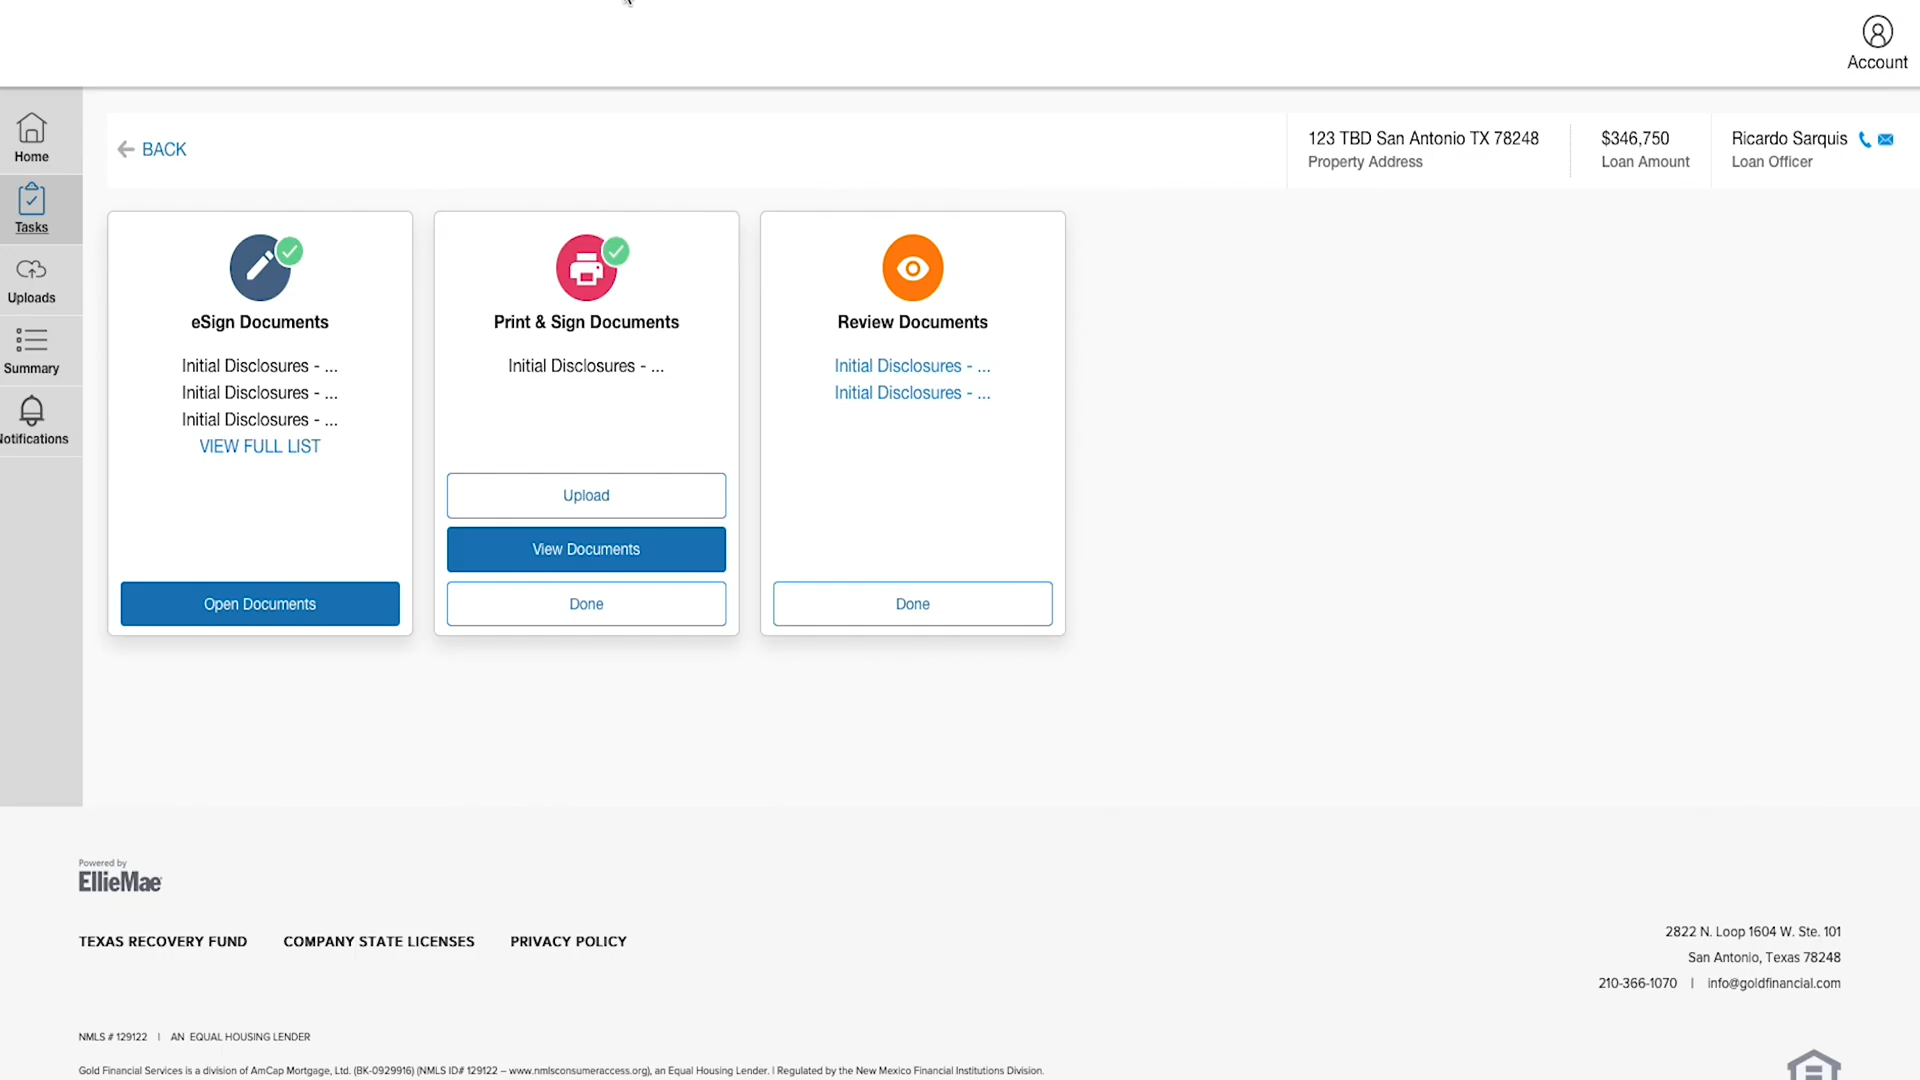 Account
Home
Tasks
Uploads
Summary
Notifications
BACK
123 TBD San Antonio TX 78248
Property Address
$346,750
Loan Amount
Ricardo Sarquis
Loan Officer
eSign Documents
Initial Disclosures - ...
Initial Disclosures - ...
Initial Disclosures - ...
VIEW FULL LIST
Open Documents
Print & Sign Documents
Initial Disclosures - ...
Upload
View Documents
Done
Review Documents
Initial Disclosures - ...
Initial Disclosures - ...
Done
Powered by
EllieMae
TEXAS RECOVERY FUND COMPANY STATE LICENSES PRIVACY POLICY
2822 N. Loop 1604 W. Ste. 101
San Antonio, Texas 78248
210-366-1070 | info@goldfinancial.com
NMLS # 129122 | AN EQUAL HOUSING LENDER
Gold Financial Services is a division of AmCap Mortgage, Ltd. (BK-0929916) (NMLS ID# 129122 – www.nmlsconsumeraccess.org), an Equal Housing Lender. | Regulated by the New Mexico Financial Institutions Division.